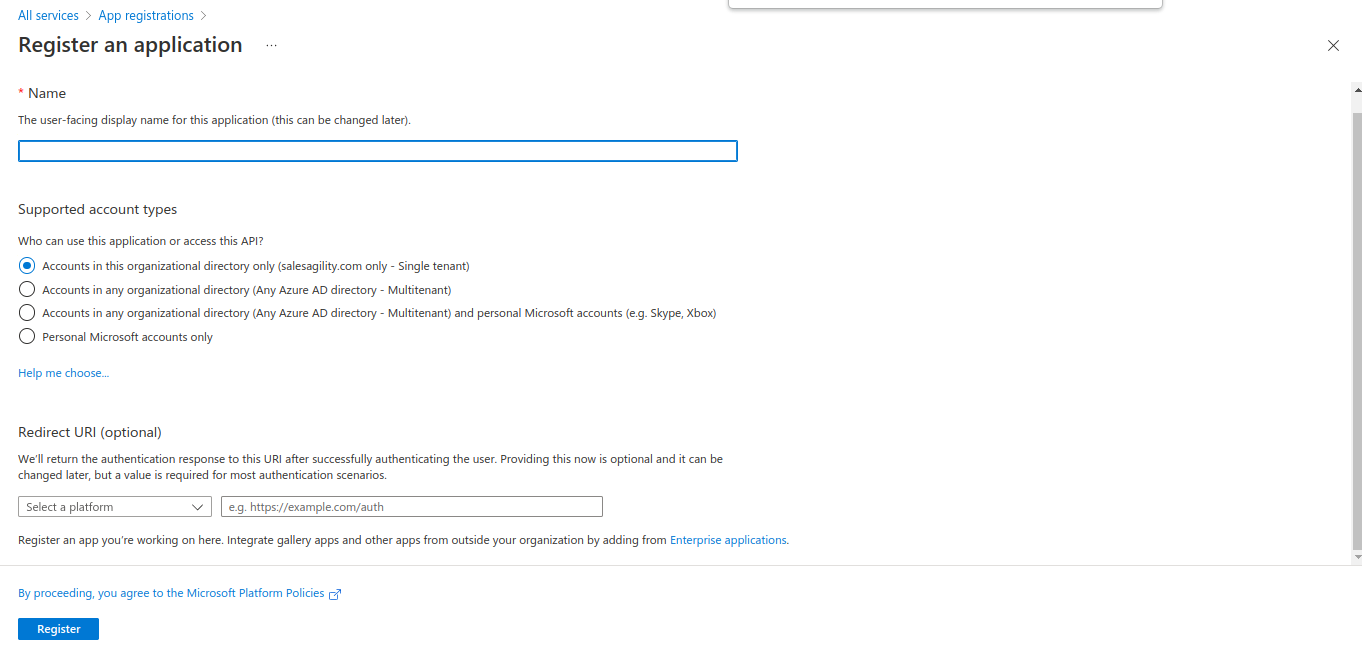 All services > App registrations >
Register an application ...
* Name
The user-facing display name for this application (this can be changed later).
Supported account types
Who can use this application or access this API?
Accounts in this organizational directory only (salesagility.com only - Single tenant)
Accounts in any organizational directory (Any Azure AD directory - Multitenant)
Accounts in any organizational directory (Any Azure AD directory - Multitenant) and personal Microsoft accounts (e.g. Skype, Xbox)
Personal Microsoft accounts only
Help me choose...
Redirect URI (optional)
We'll return the authentication response to this URI after successfully authenticating the user. Providing this now is optional and it can be
changed later, but a value is required for most authentication scenarios.
Select a platform e.g. https://example.com/auth
Register an app you're working on here. Integrate gallery apps and other apps from outside your organization by adding from Enterprise applications.
By proceeding, you agree to the Microsoft Platform Policies
Register